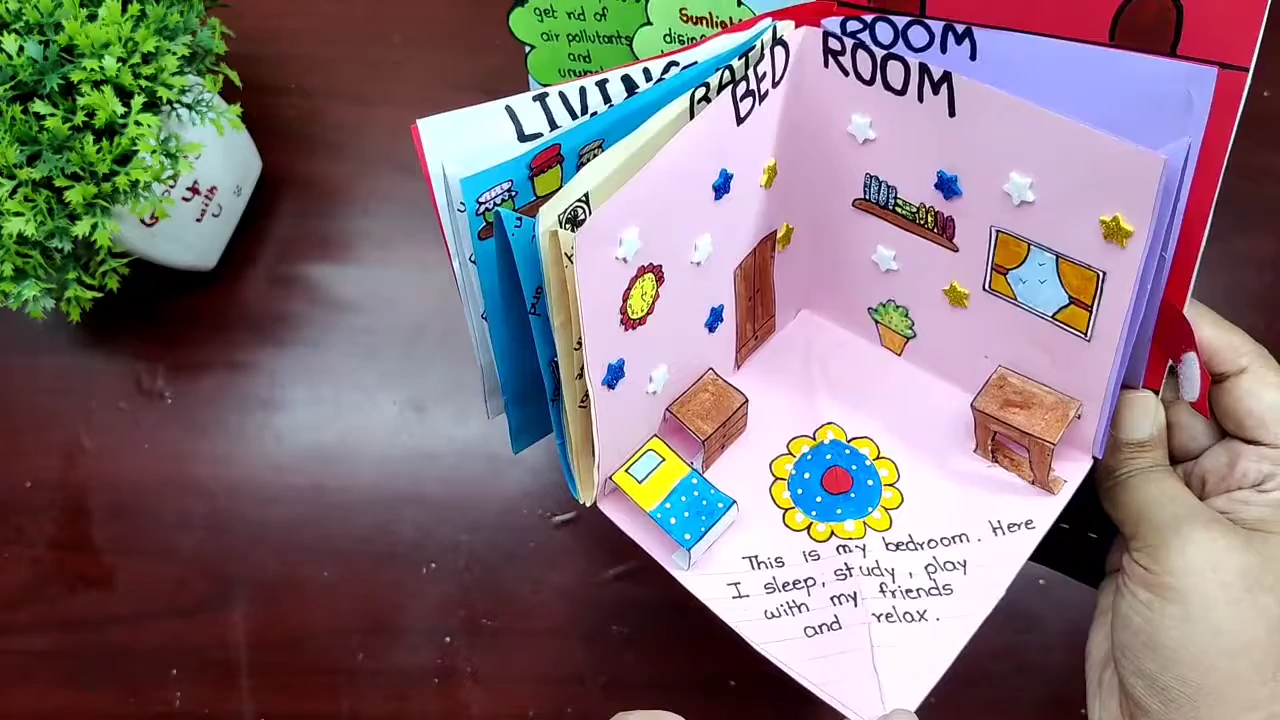 get rid of
air pollutants
and
Sunlight
LIVING
BATH
BED ROOM
ROOM
This is my bedroom. Here
I sleep, study, play
with my friends
and relax.
with